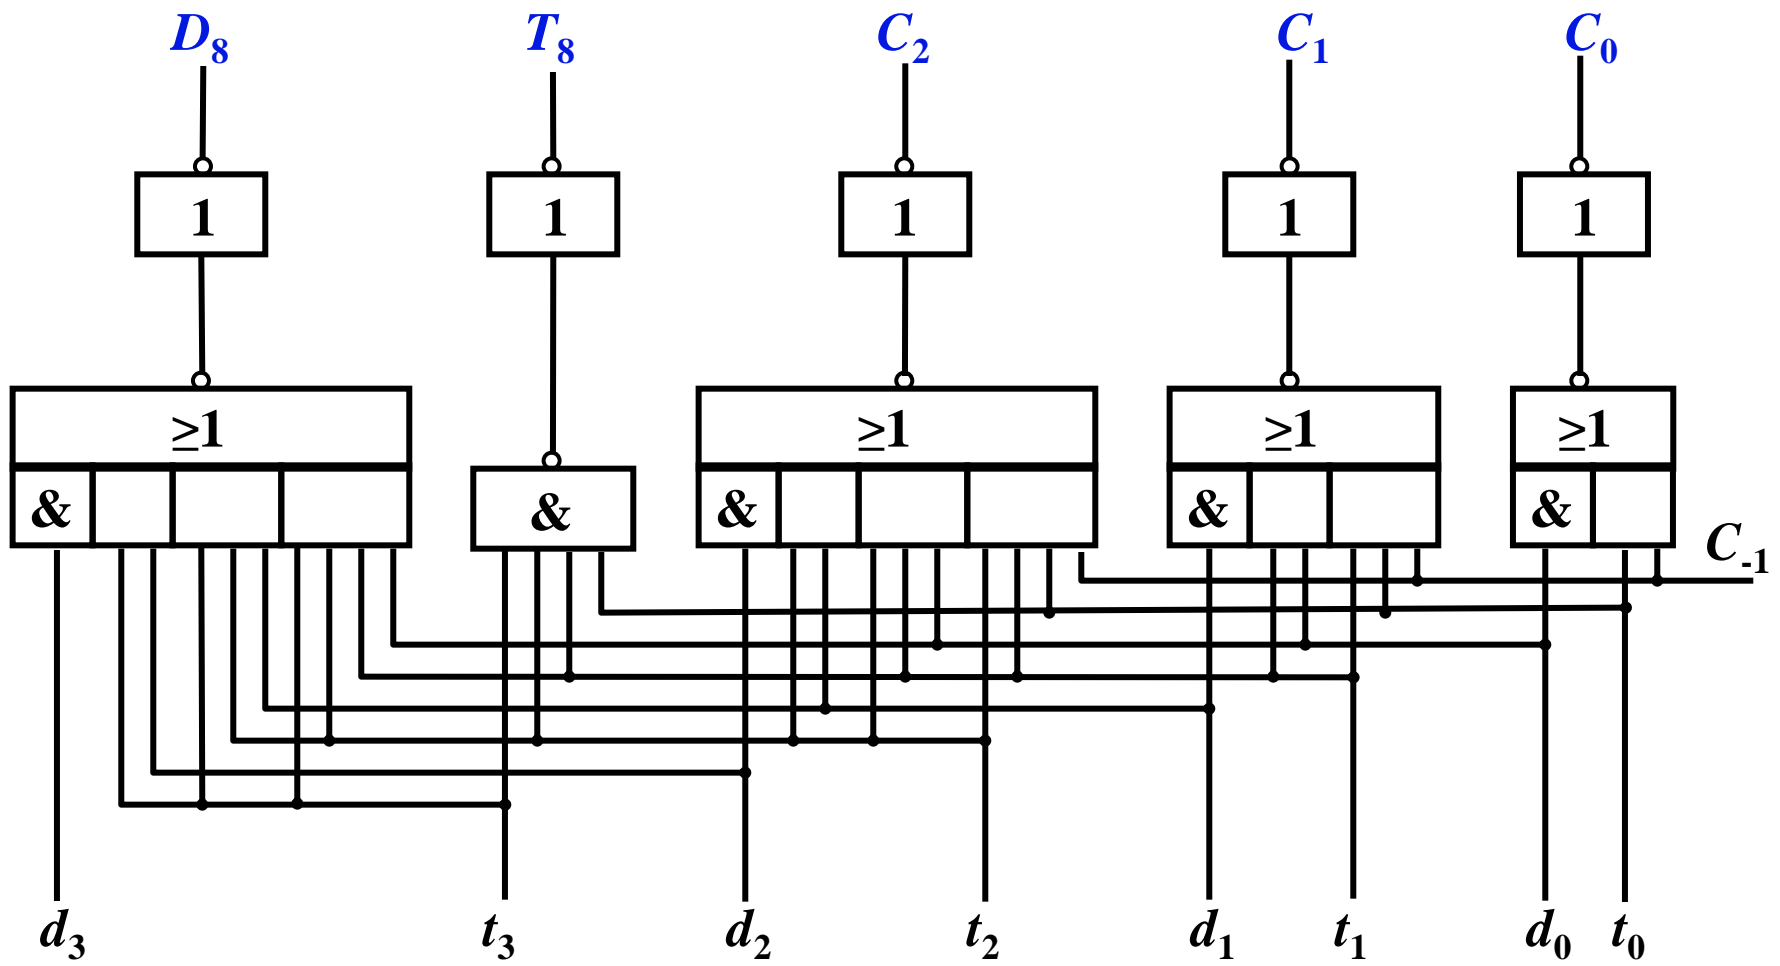 D8 T8 C2 C1 C0
1 1 1 1 1
≥1 ≥1 ≥1 ≥1
& & & & &
C-1
d3 t3 d2 t2 d1 t1 d0 t0